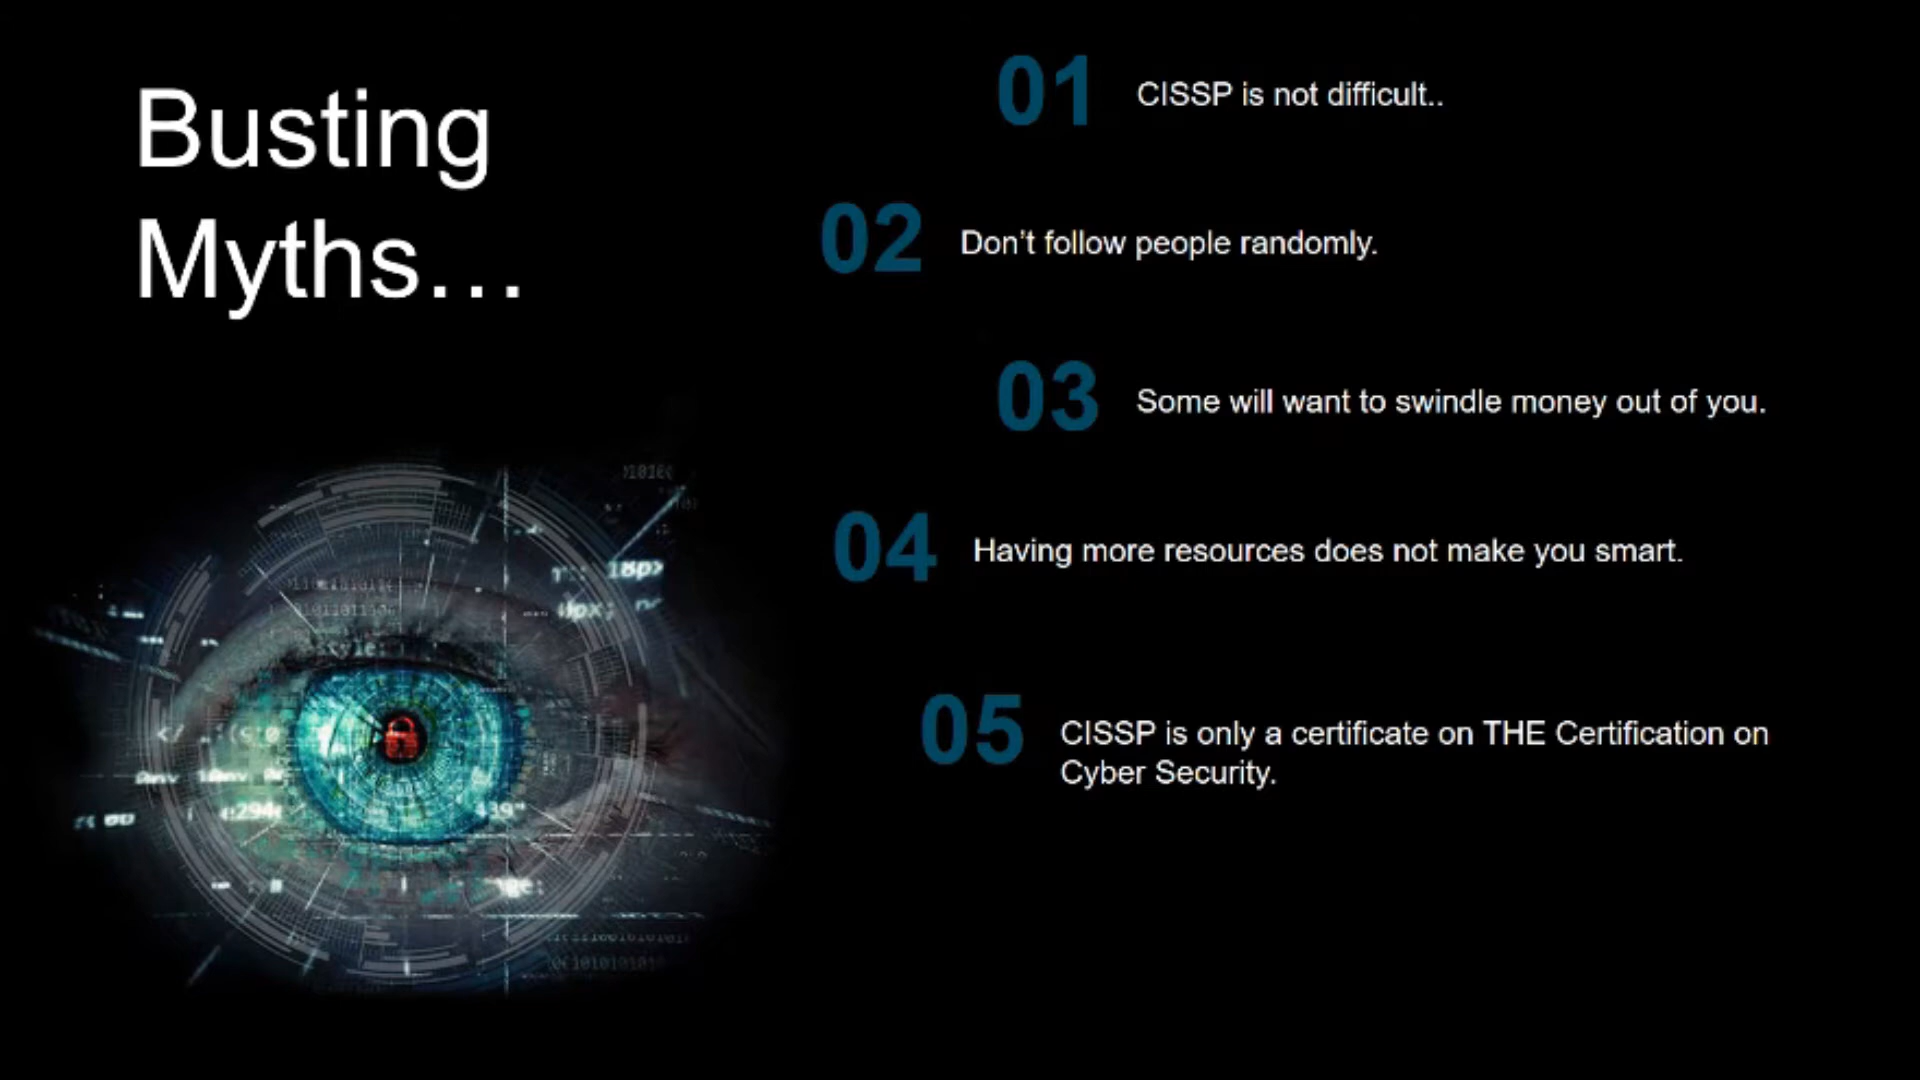 Busting
Myths…
01
CISSP is not difficult..
02
Don't follow people randomly.
03
Some will want to swindle money out of you.
04
Having more resources does not make you smart.
05
CISSP is only a certificate on THE Certification on
Cyber Security.